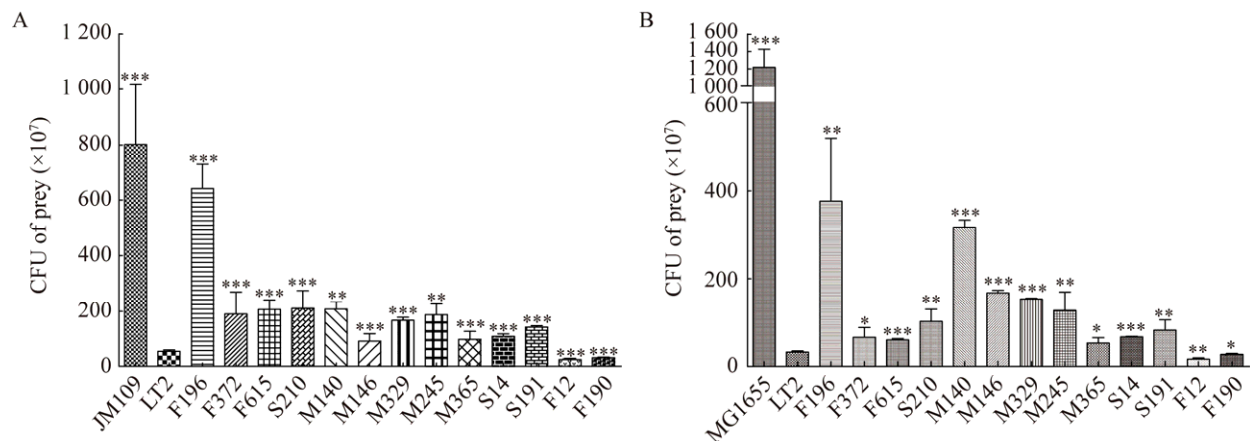 A
CFU of prey (×10⁷)
1 200
1 000
800
600
400
200
0
***
***
***
***
***
**
***
***
**
***
***
***
***
***
JM109
LT2
F196
F372
F615
S210
M140
M146
M329
M245
M365
S14
S191
F12
F190
B
CFU of prey (×10⁷)
1 600
1 400
1 200
1 000
600
400
200
0
***
**
*
***
**
***
***
***
**
*
***
**
**
*
MG1655
LT2
F196
F372
F615
S210
M140
M146
M329
M245
M365
S14
S191
F12
F190